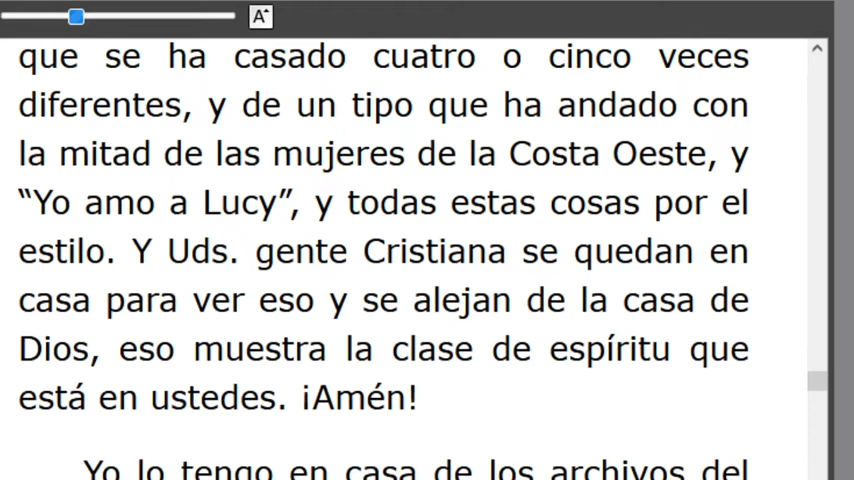 A
que se ha casado cuatro o cinco veces
diferentes, y de un tipo que ha andado con
la mitad de las mujeres de la Costa Oeste, y
“Yo amo a Lucy”, y todas estas cosas por el
estilo. Y Uds. gente Cristiana se quedan en
casa para ver eso y se alejan de la casa de
Dios, eso muestra la clase de espíritu que
está en ustedes. ¡Amén!
Yo lo tengo en casa de los archivos del